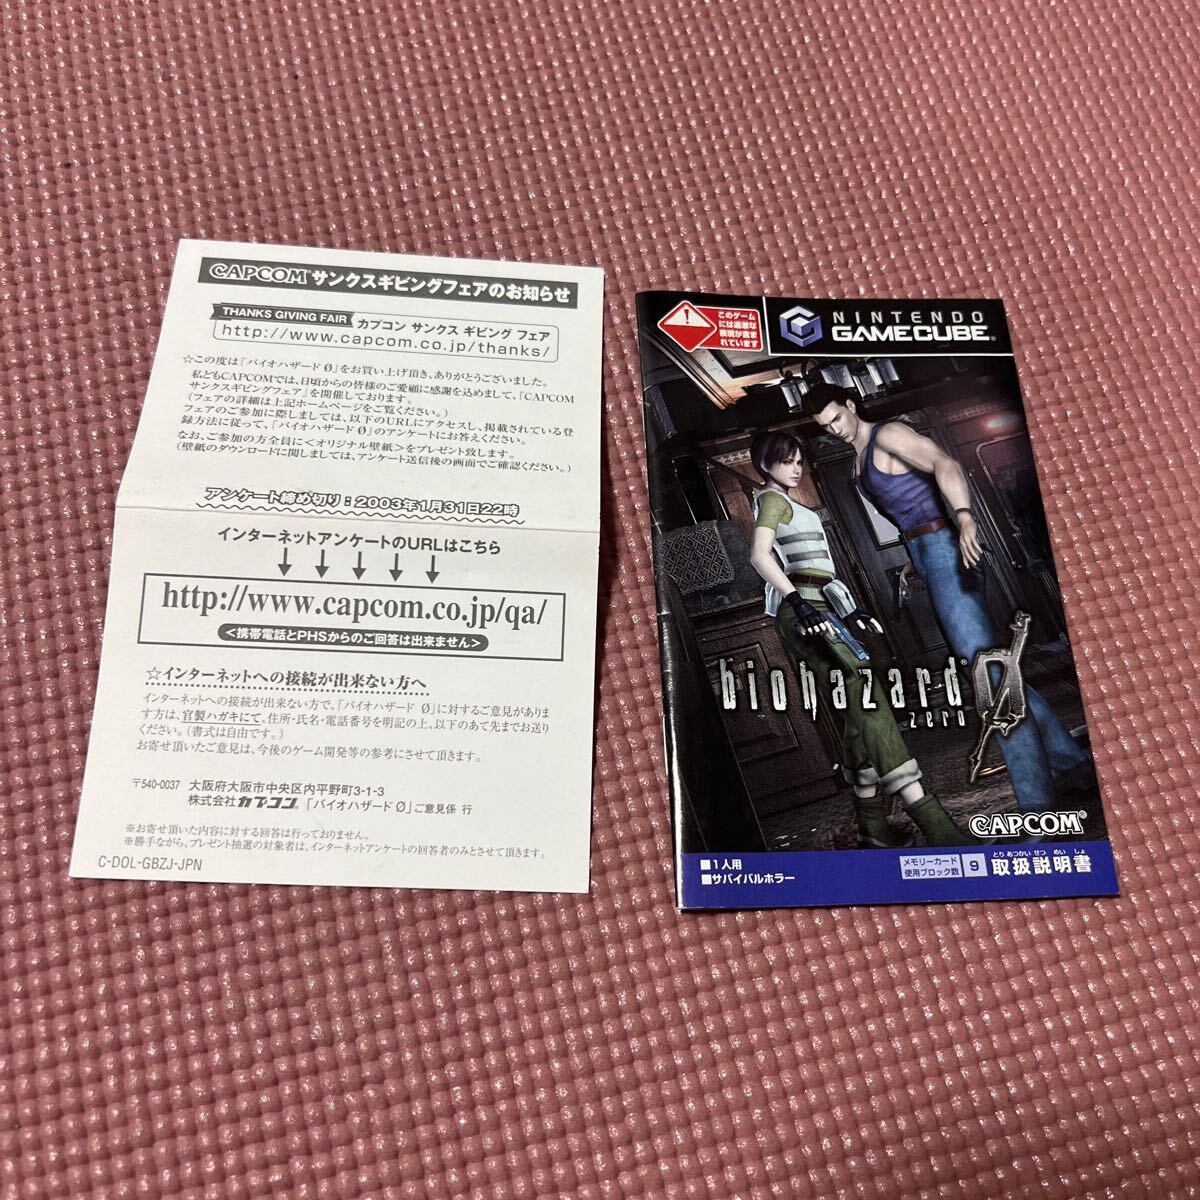 CAPCOM サンクスギビングフェアのお知らせ
THANKS GIVING FAIR カプコン サンクス ギビング フェア
http://www.capcom.co.jp/thanks/
☆この度は「バイオハザード0」をお買い上げ頂き、ありがとうございました。
私どもCAPCOMでは、日頃からの皆様のご愛顧に感謝を込めまして、「CAPCOM
サンクスギビングフェア」を開催しております。
(フェアの詳細は上記ホームページをご覧ください。)
フェアのご参加に際しましては、以下のURLにアクセスし、掲載されている登
録方法に従って、「バイオハザード0」のアンケートにお答えください。
なお、ご参加の方全員に<オリジナル壁紙>をプレゼント致します。
(壁紙のダウンロードに関しましては、アンケート送信後の画面でご確認ください。)
アンケート締め切り：2003年1月31日22時
インターネットアンケートのURLはこちら
http://www.capcom.co.jp/qa/
<携帯電話とPHSからのご回答は出来ません>
☆インターネットへの接続が出来ない方へ
インターネットへの接続が出来ない方で、「バイオハザード0」に対するご意見がありま
す方は、官製ハガキにて、住所・氏名・電話番号を明記の上、以下のあて先までお送り
ください。(書式は自由です。)
お寄せ頂いたご意見は、今後のゲーム開発等の参考にさせて頂きます。
〒540-0037 大阪府大阪市中央区内平野町3-1-3
株式会社カプコン 「バイオハザード0」ご意見係 行
※お寄せ頂いた内容に対する回答は行っておりません。
※勝手ながら、プレゼント抽選の対象者は、インターネットアンケートの回答者のみとさせて頂きます。
C-DOL-GBZJ-JPN
このゲーム
には過激な
表現が含ま
れています
NINTENDO
GAMECUBE
biohazard® 0
zero
CAPCOM®
■1人用
■サバイバルホラー
メモリーカード
使用ブロック数
9
とりあつかいせつめいしょ
取扱説明書